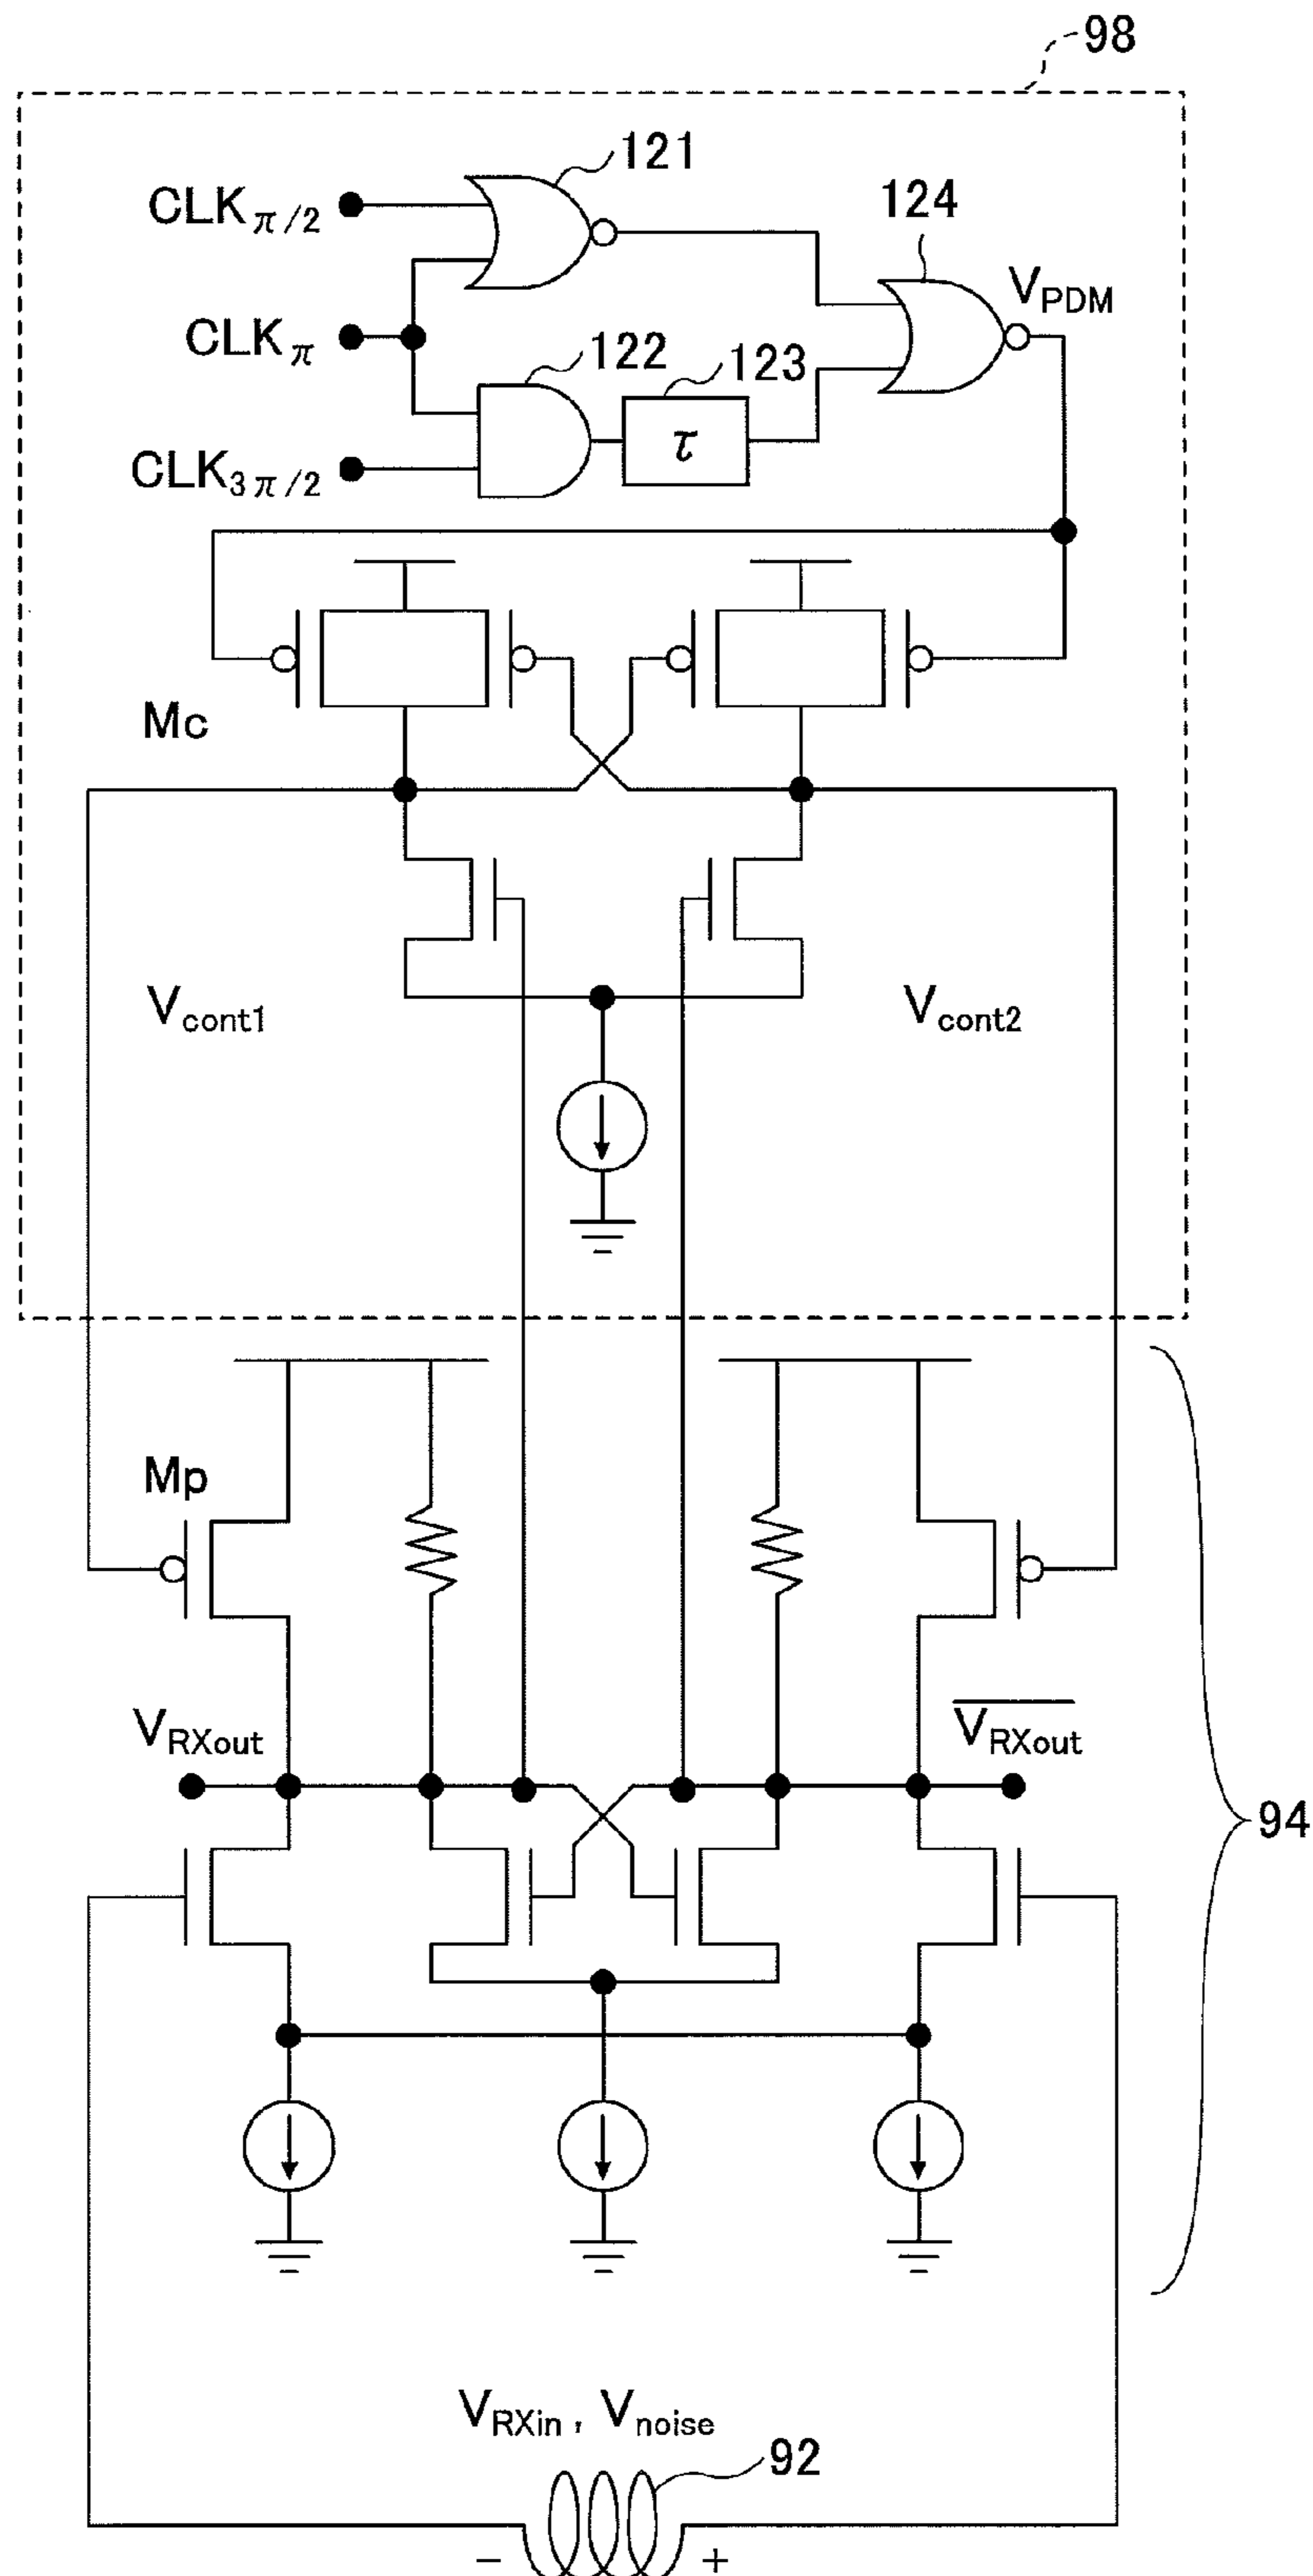 98
121
CLKπ/2
124
VPDM
CLKπ
122
123
τ
CLK3π/2
Mc
Vcont1
Vcont2
Mp
VRXout
V̅R̅X̅o̅u̅t̅
94
VRXin , Vnoise
92
− +